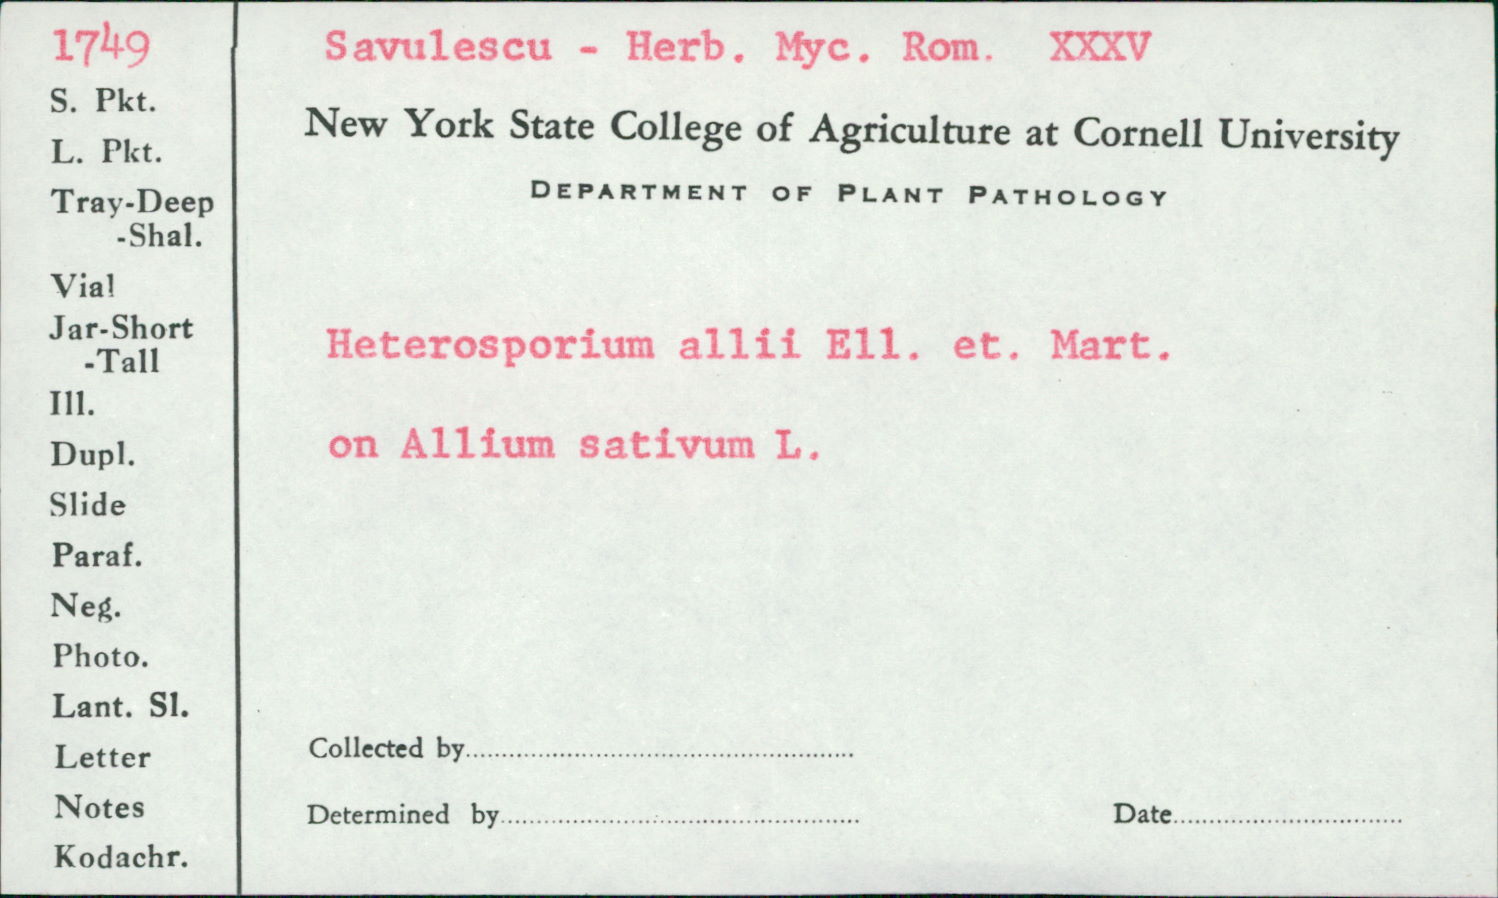 1749
S. Pkt.
L. Pkt.
Tray-Deep
-Shal.
Vial
Jar-Short
-Tall
Ill.
Dupl.
Slide
Paraf.
Neg.
Photo.
Lant. Sl.
Letter
Notes
Kodachr.
Savulescu - Herb. Myc. Rom. XXXV
New York State College of Agriculture at Cornell University
DEPARTMENT OF PLANT PATHOLOGY
Heterosporium allii Ell. et. Mart.
on Allium sativum L.
Collected by
Determined by
Date